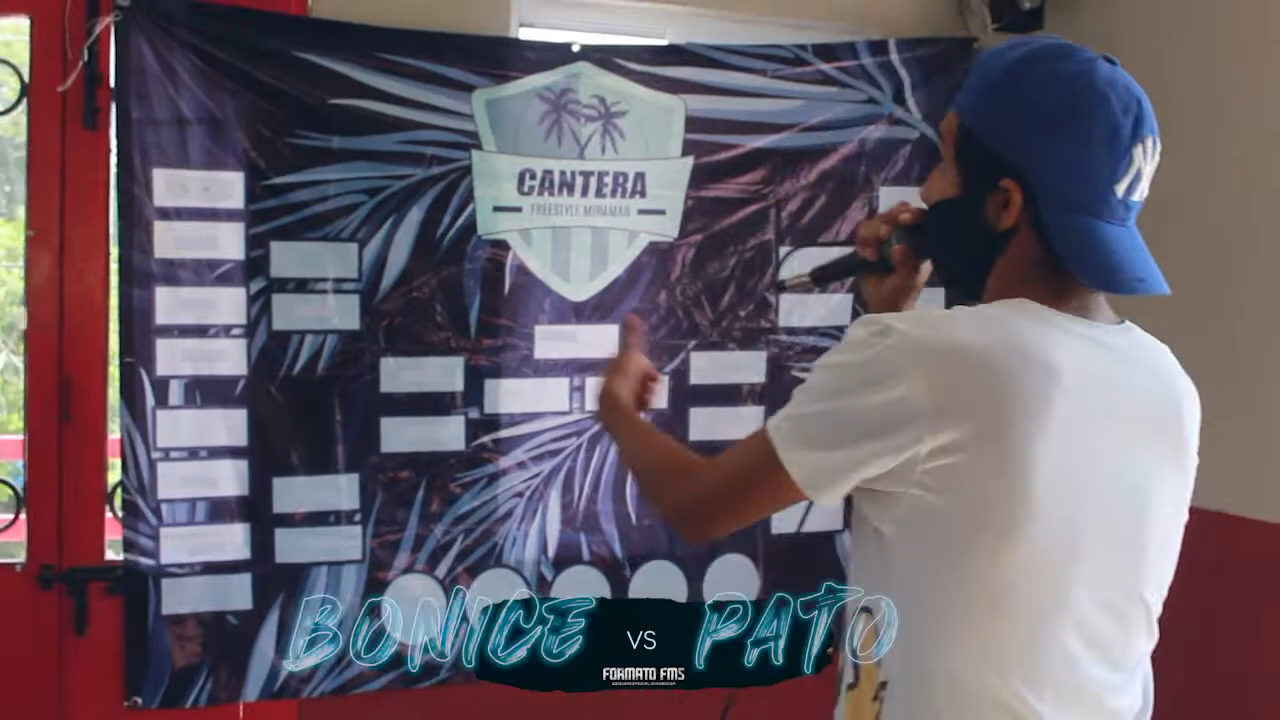 CANTERA
FREESTYLE MIRAMAR
NY
BONICE VS PATO
FORMATO FMS